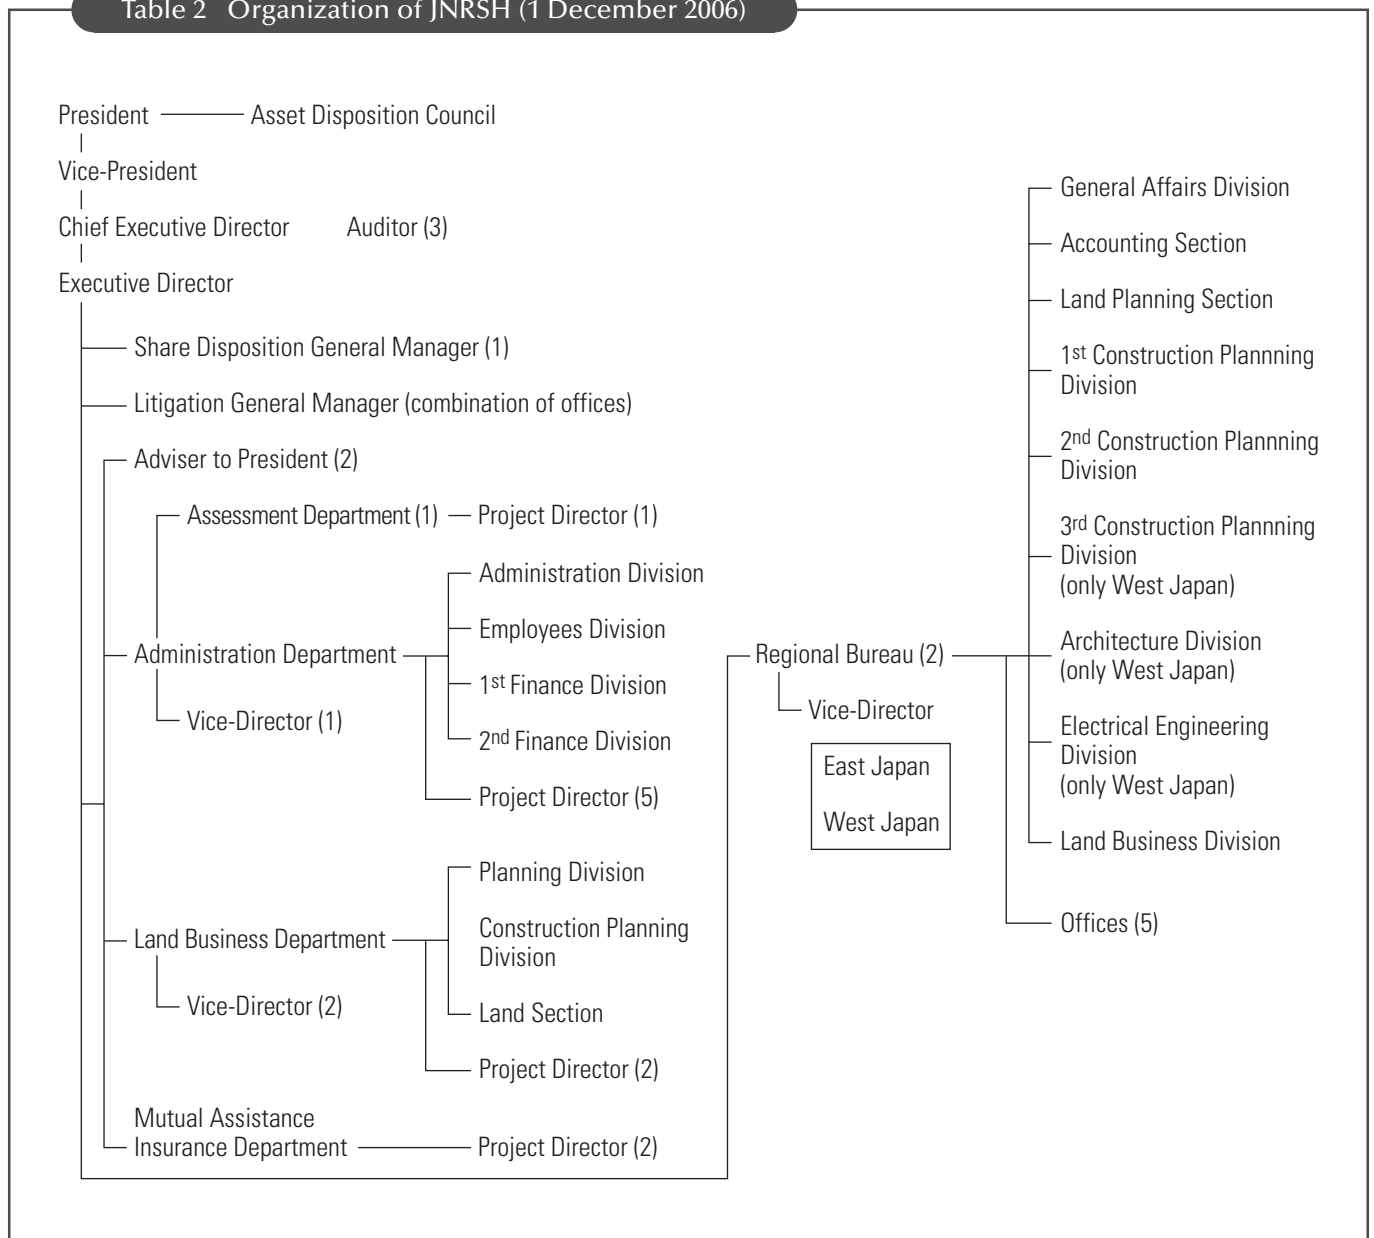 Table 2 Organization of JNRSH (1 December 2006)
President
Asset Disposition Council
Vice-President
Chief Executive Director
Auditor (3)
Executive Director
Share Disposition General Manager (1)
Litigation General Manager (combination of offices)
Adviser to President (2)
Assessment Department (1)
Project Director (1)
Administration Department
Administration Division
Employees Division
1st Finance Division
2nd Finance Division
Project Director (5)
Vice-Director (1)
Land Business Department
Planning Division
Construction Planning
Division
Land Section
Project Director (2)
Vice-Director (2)
Mutual Assistance
Insurance Department
Project Director (2)
Regional Bureau (2)
Vice-Director
East Japan
West Japan
General Affairs Division
Accounting Section
Land Planning Section
1st Construction Plannning
Division
2nd Construction Plannning
Division
3rd Construction Plannning
Division
(only West Japan)
Architecture Division
(only West Japan)
Electrical Engineering
Division
(only West Japan)
Land Business Division
Offices (5)